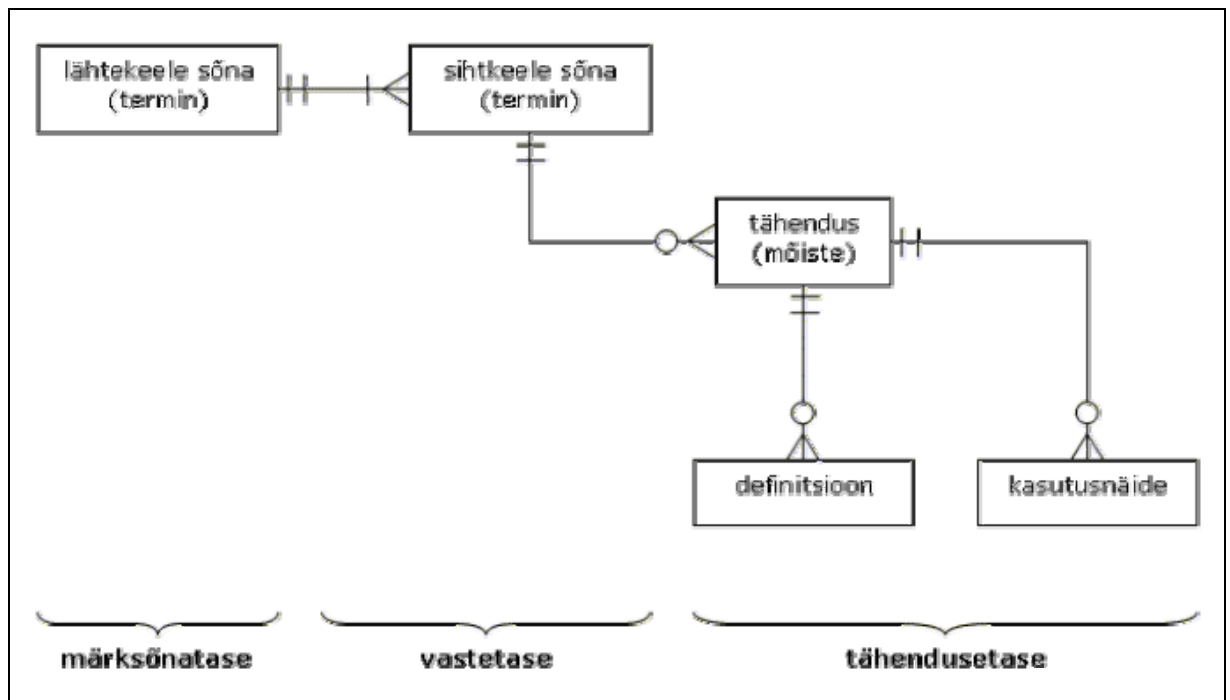 lähtekeele sõna
(termin)
sihtkeele sõna
(termin)
tähendus
(mõiste)
definitsioon
kasutusnäide
märksõnatase
vastetase
tähendusetase